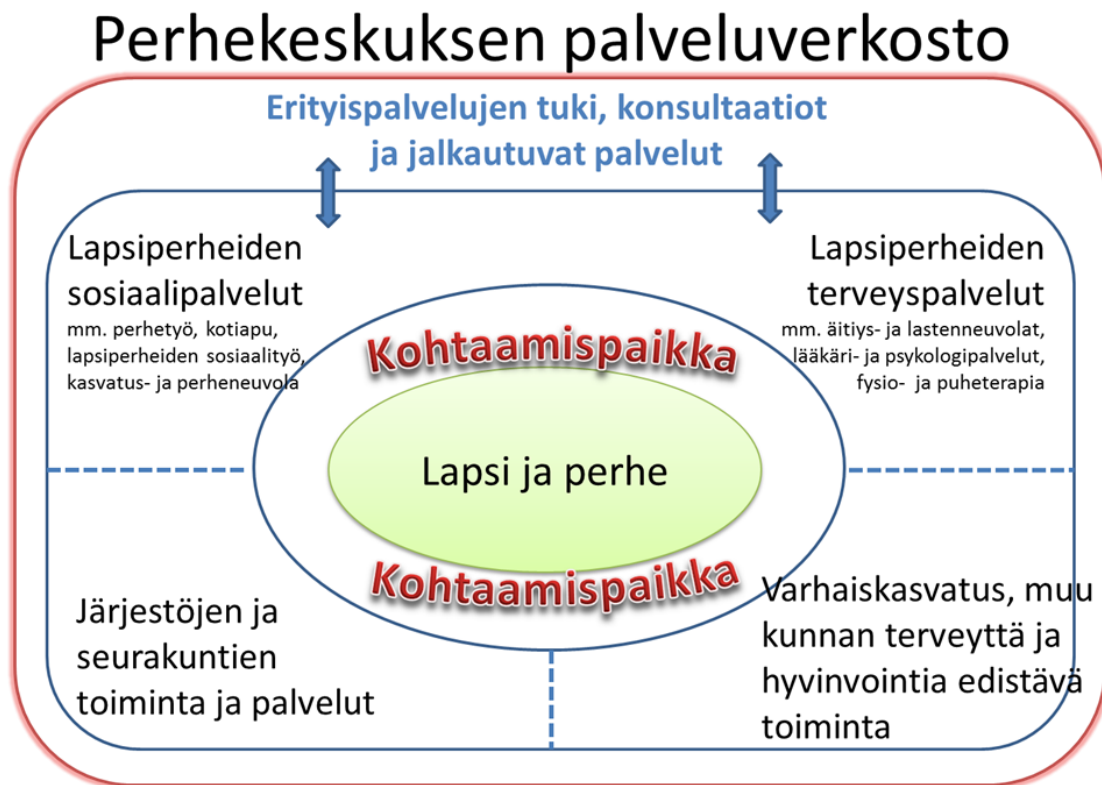 Perhekeskuksen palveluverkosto
Erityispalvelujen tuki, konsultaatiot
ja jalkautuvat palvelut
Lapsiperheiden
sosiaalipalvelut
mm. perhetyö, kotiapu,
lapsiperheiden sosiaalityö,
kasvatus- ja perheneuvola
Lapsiperheiden
terveyspalvelut
mm. äitiys- ja lastenneuvolat,
lääkäri- ja psykologipalvelut,
fysio- ja puheterapia
Kohtaamispaikka
Lapsi ja perhe
Kohtaamispaikka
Järjestöjen ja
seurakuntien
toiminta ja palvelut
Varhaiskasvatus, muu
kunnan terveyttä ja
hyvinvointia edistävä
toiminta